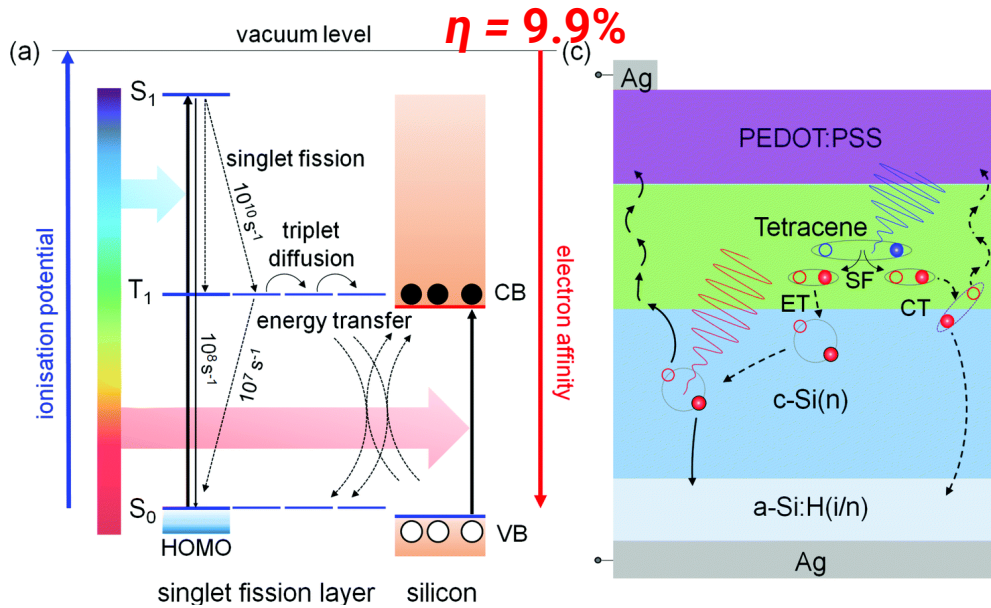 (a)
vacuum level
η = 9.9%
(c)
S1
singlet fission
10^10 s^-1
triplet
diffusion
T1
energy transfer
CB
10^8 s^-1
10^7 s^-1
S0
HOMO
VB
singlet fission layer
silicon
ionisation potential
electron affinity
Ag
PEDOT:PSS
Tetracene
SF
ET
CT
c-Si(n)
a-Si:H(i/n)
Ag